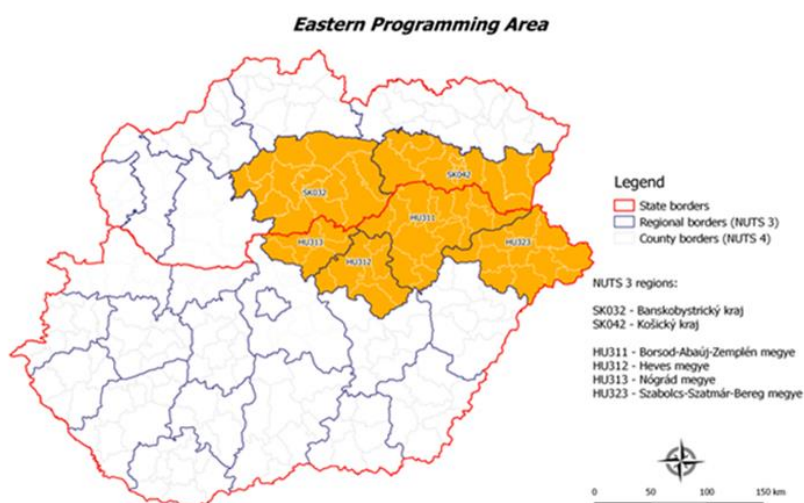 Eastern Programming Area
SK042
SK032
HU311
HU313
HU323
HU312
Legend
State borders
Regional borders (NUTS 3)
County borders (NUTS 4)
NUTS 3 regions:
SK032 - Banskobystrický kraj
SK042 - Košický kraj
HU311 - Borsod-Abaúj-Zemplén megye
HU312 - Heves megye
HU313 - Nógrád megye
HU323 - Szabolcs-Szatmár-Bereg megye
0 50 100 150 km